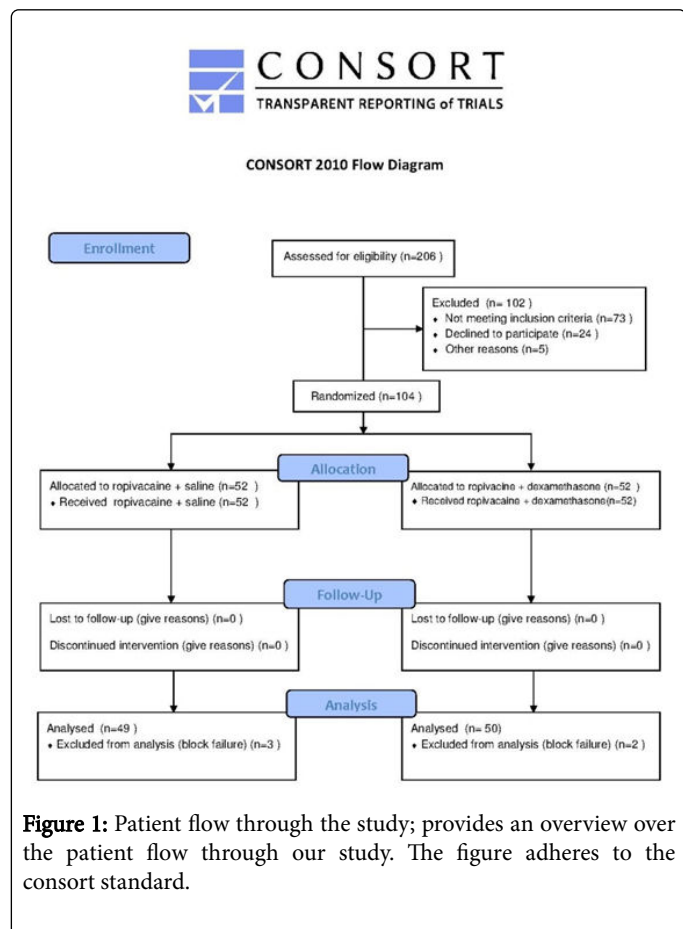 CONSORT
TRANSPARENT REPORTING of TRIALS
CONSORT 2010 Flow Diagram
Enrollment
Assessed for eligibility (n=206 )
Excluded (n= 102 )
♦ Not meeting inclusion criteria (n=73 )
♦ Declined to participate (n=24 )
♦ Other reasons (n=5)
Randomized (n=104 )
Allocation
Allocated to ropivacaine + saline (n=52 )
♦ Received ropivacaine + saline (n=52 )
Allocated to ropivacine + dexamethasone (n=52 )
♦ Received ropivacaine + dexamethasone(n=52)
Follow-Up
Lost to follow-up (give reasons) (n=0 )
Discontinued intervention (give reasons) (n=0 )
Lost to follow-up (give reasons) (n=0 )
Discontinued intervention (give reasons) (n=0 )
Analysis
Analysed (n=49 )
♦ Excluded from analysis (block failure) (n=3 )
Analysed (n= 50)
♦ Excluded from analysis (block failure) (n=2 )
Figure 1: Patient flow through the study; provides an overview over
the patient flow through our study. The figure adheres to the
consort standard.